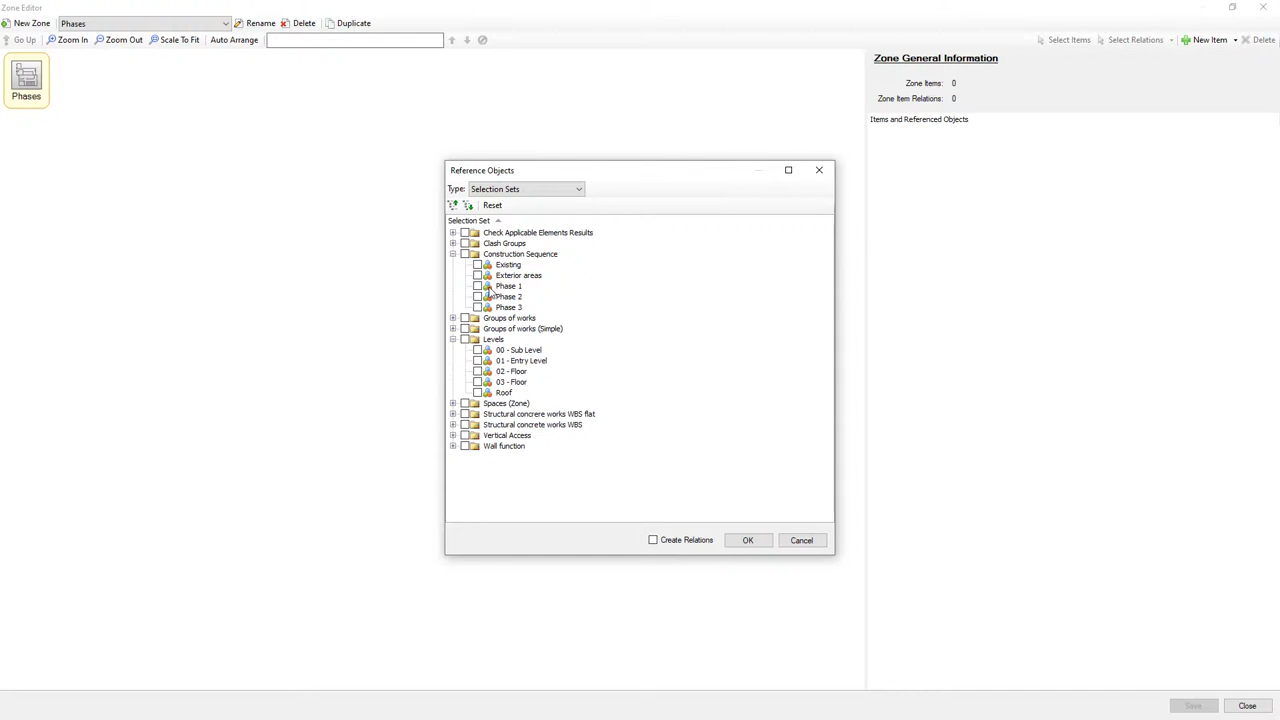 Zone Editor
New Zone Phases Rename Delete Duplicate
Go Up Zoom In Zoom Out Scale To Fit Auto Arrange Select Items Select Relations New Item Delete
Phases
Zone General Information
Zone Items: 0
Zone Item Relations: 0
Items and Referenced Objects
Reference Objects
Type: Selection Sets
Reset
Selection Set
Check Applicable Elements Results
Clash Groups
Construction Sequence
Existing
Exterior areas
Phase 1
Phase 2
Phase 3
Groups of works
Groups of works (Simple)
Levels
00 - Sub Level
01 - Entry Level
02 - Floor
03 - Floor
Roof
Spaces (Zone)
Structural concrere works WBS flat
Structural concrete works WBS
Vertical Access
Wall function
Create Relations OK Cancel
Save Close